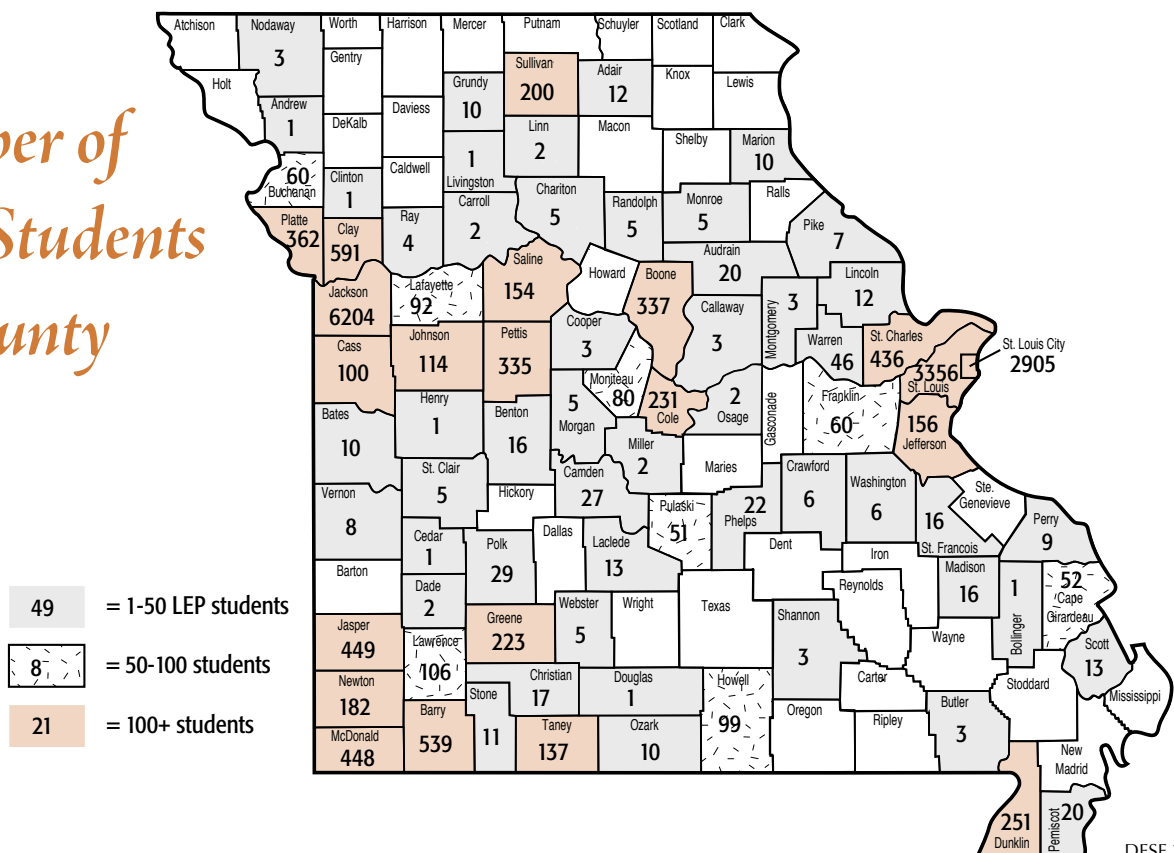 Atchison
Nodaway
3
Worth
Harrison
Mercer
Putnam
Schuyler
Scotland
Clark
Holt
Gentry
Sullivan
200
Adair
12
Knox
Lewis
Grundy
10
Andrew
1
DeKalb
Daviess
Linn
2
Macon
Shelby
Marion
10
ber of
Students
unty
60
Buchanan
Clinton
1
Caldwell
1
Livingston
Chariton
5
Randolph
5
Monroe
5
Ralls
Platte
362
Clay
591
Ray
4
Carroll
2
Pike
7
Audrain
20
Saline
154
Howard
Boone
337
Lincoln
12
Jackson
6204
Lafayette
92
Callaway
3
Montgomery
3
Warren
46
St. Charles
436
3356
St. Louis
St. Louis City
2905
Cass
100
Johnson
114
Pettis
335
Cooper
3
Moniteau
80
231
Cole
2
Osage
Gasconade
Franklin
60
156
Jefferson
Bates
10
Henry
1
Benton
16
5
Morgan
Miller
2
Maries
St. Clair
5
Hickory
Camden
27
Pulaski
51
22
Phelps
Crawford
6
Washington
6
Ste.
Genevieve
16
St. Francois
Perry
9
Vernon
8
Cedar
1
Polk
29
Dallas
Laclede
13
Dent
Iron
Madison
16
1
Bollinger
52
Cape
Girardeau
Barton
Dade
2
Reynolds
49
= 1-50 LEP students
8
= 50-100 students
21
= 100+ students
Jasper
449
Lawrence
106
Greene
223
Webster
5
Wright
Texas
Shannon
3
Wayne
Scott
13
Newton
182
Stone
11
Christian
17
Douglas
1
Howell
99
Carter
Stoddard
Mississippi
McDonald
448
Barry
539
Taney
137
Ozark
10
Oregon
Ripley
Butler
3
New
Madrid
251
Dunklin
Pemiscot
20
DESE